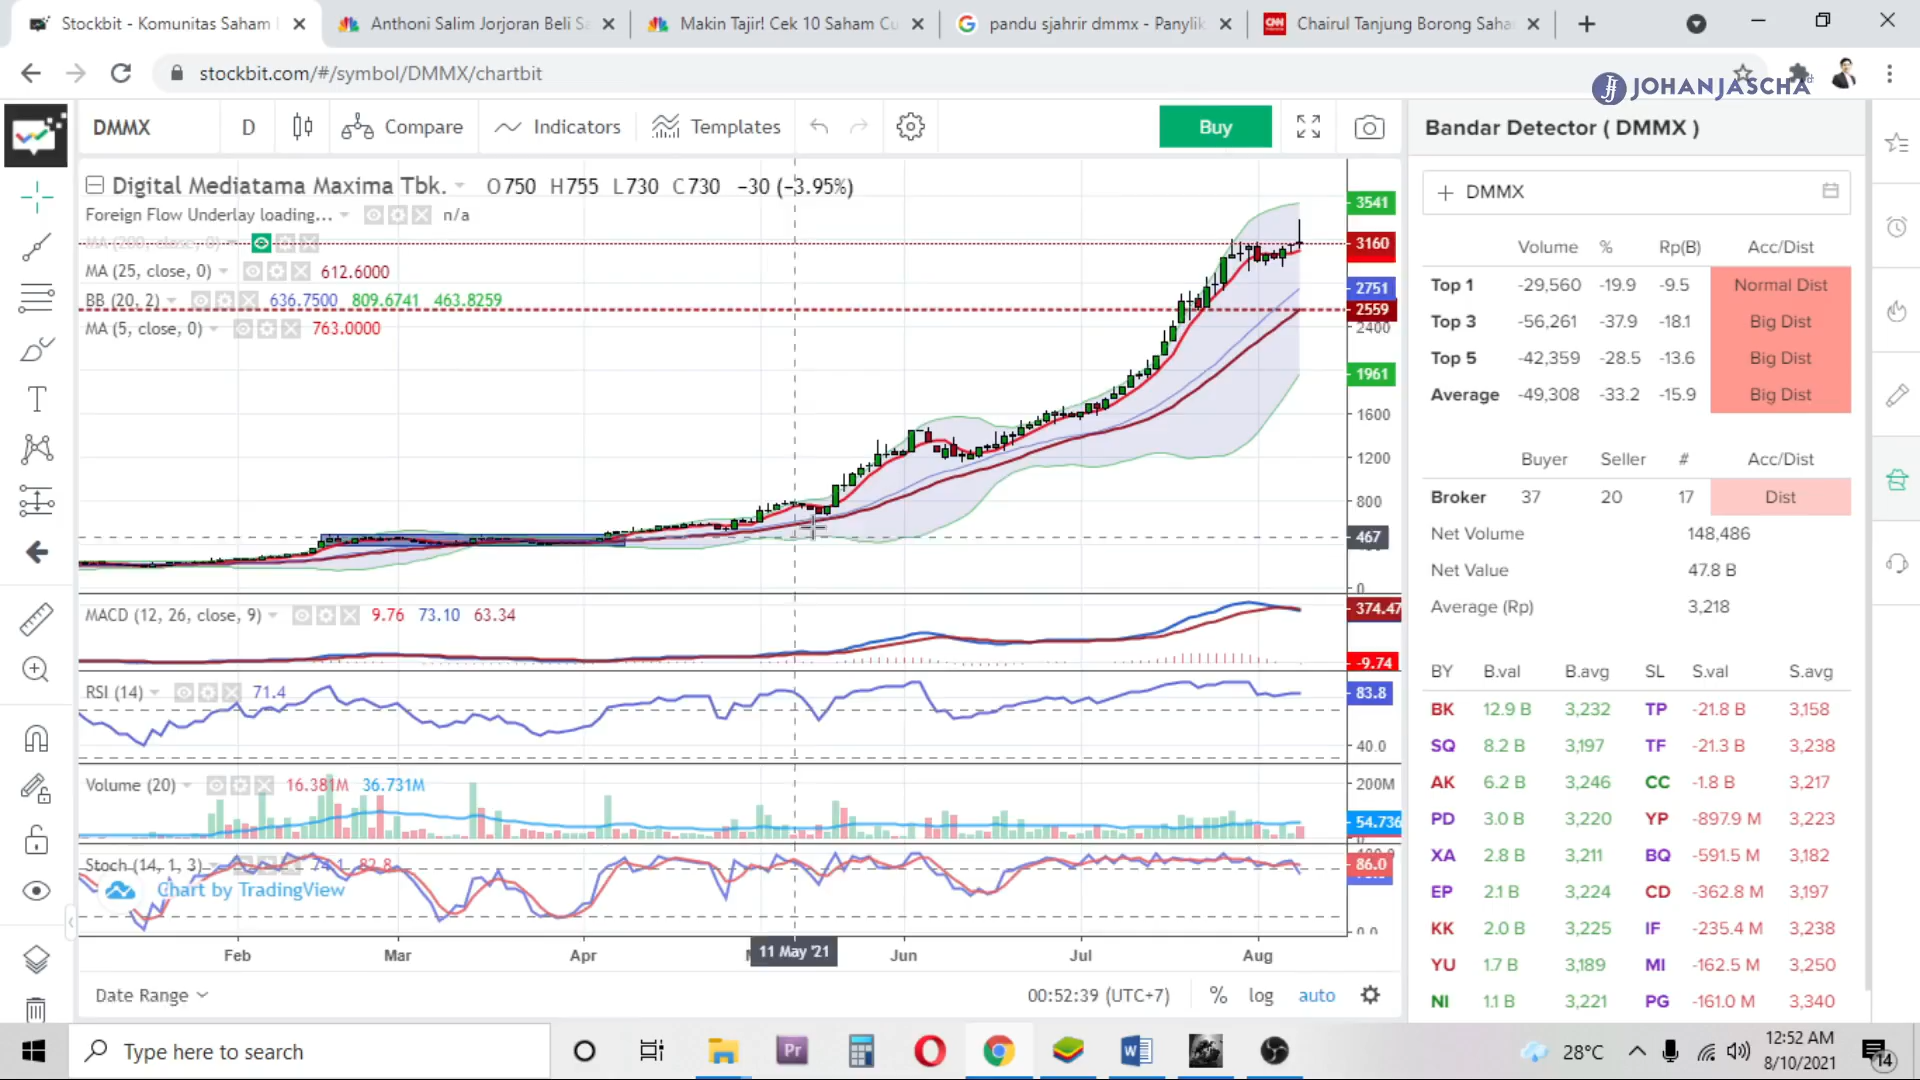 Stockbit - Komunitas Saham
Anthoni Salim Jorjoran Beli Sa
Makin Tajir! Cek 10 Saham Cu
pandu sjahrir dmmx - Panylik
Chairul Tanjung Borong Saha
stockbit.com/#/symbol/DMMX/chartbit
JOHANJASCHA
DMMX
D
Compare
Indicators
Templates
Buy
Bandar Detector ( DMMX )
Digital Mediatama Maxima Tbk. O750 H755 L730 C730 −30 (−3.95%)
Foreign Flow Underlay loading... n/a
MA (200, close, 0)
MA (25, close, 0) 612.6000
BB (20, 2) 636.7500 809.6741 463.8259
MA (5, close, 0) 763.0000
3541
3160
2751
2559
2400
1961
1600
1200
800
467
0
MACD (12, 26, close, 9) 9.76 73.10 63.34
374.47
-9.74
RSI (14) 71.4
83.8
40.0
Volume (20) 16.381M 36.731M
200M
54.736
Stoch (14, 1, 3) 74.1 82.8
86.0
0.0
Chart by TradingView
Feb Mar Apr 11 May '21 Jun Jul Aug
Date Range
00:52:39 (UTC+7) % log auto
DMMX
Volume % Rp(B) Acc/Dist
Top 1 -29,560 -19.9 -9.5 Normal Dist
Top 3 -56,261 -37.9 -18.1 Big Dist
Top 5 -42,359 -28.5 -13.6 Big Dist
Average -49,308 -33.2 -15.9 Big Dist
Buyer Seller # Acc/Dist
Broker 37 20 17 Dist
Net Volume 148,486
Net Value 47.8 B
Average (Rp) 3,218
BY B.val B.avg SL S.val S.avg
BK 12.9 B 3,232 TP -21.8 B 3,158
SQ 8.2 B 3,197 TF -21.3 B 3,238
AK 6.2 B 3,246 CC -1.8 B 3,217
PD 3.0 B 3,220 YP -897.9 M 3,223
XA 2.8 B 3,211 BQ -591.5 M 3,182
EP 2.1 B 3,224 CD -362.8 M 3,197
KK 2.0 B 3,225 IF -235.4 M 3,238
YU 1.7 B 3,189 MI -162.5 M 3,250
NI 1.1 B 3,221 PG -161.0 M 3,340
Type here to search
28°C
12:52 AM
8/10/2021
14